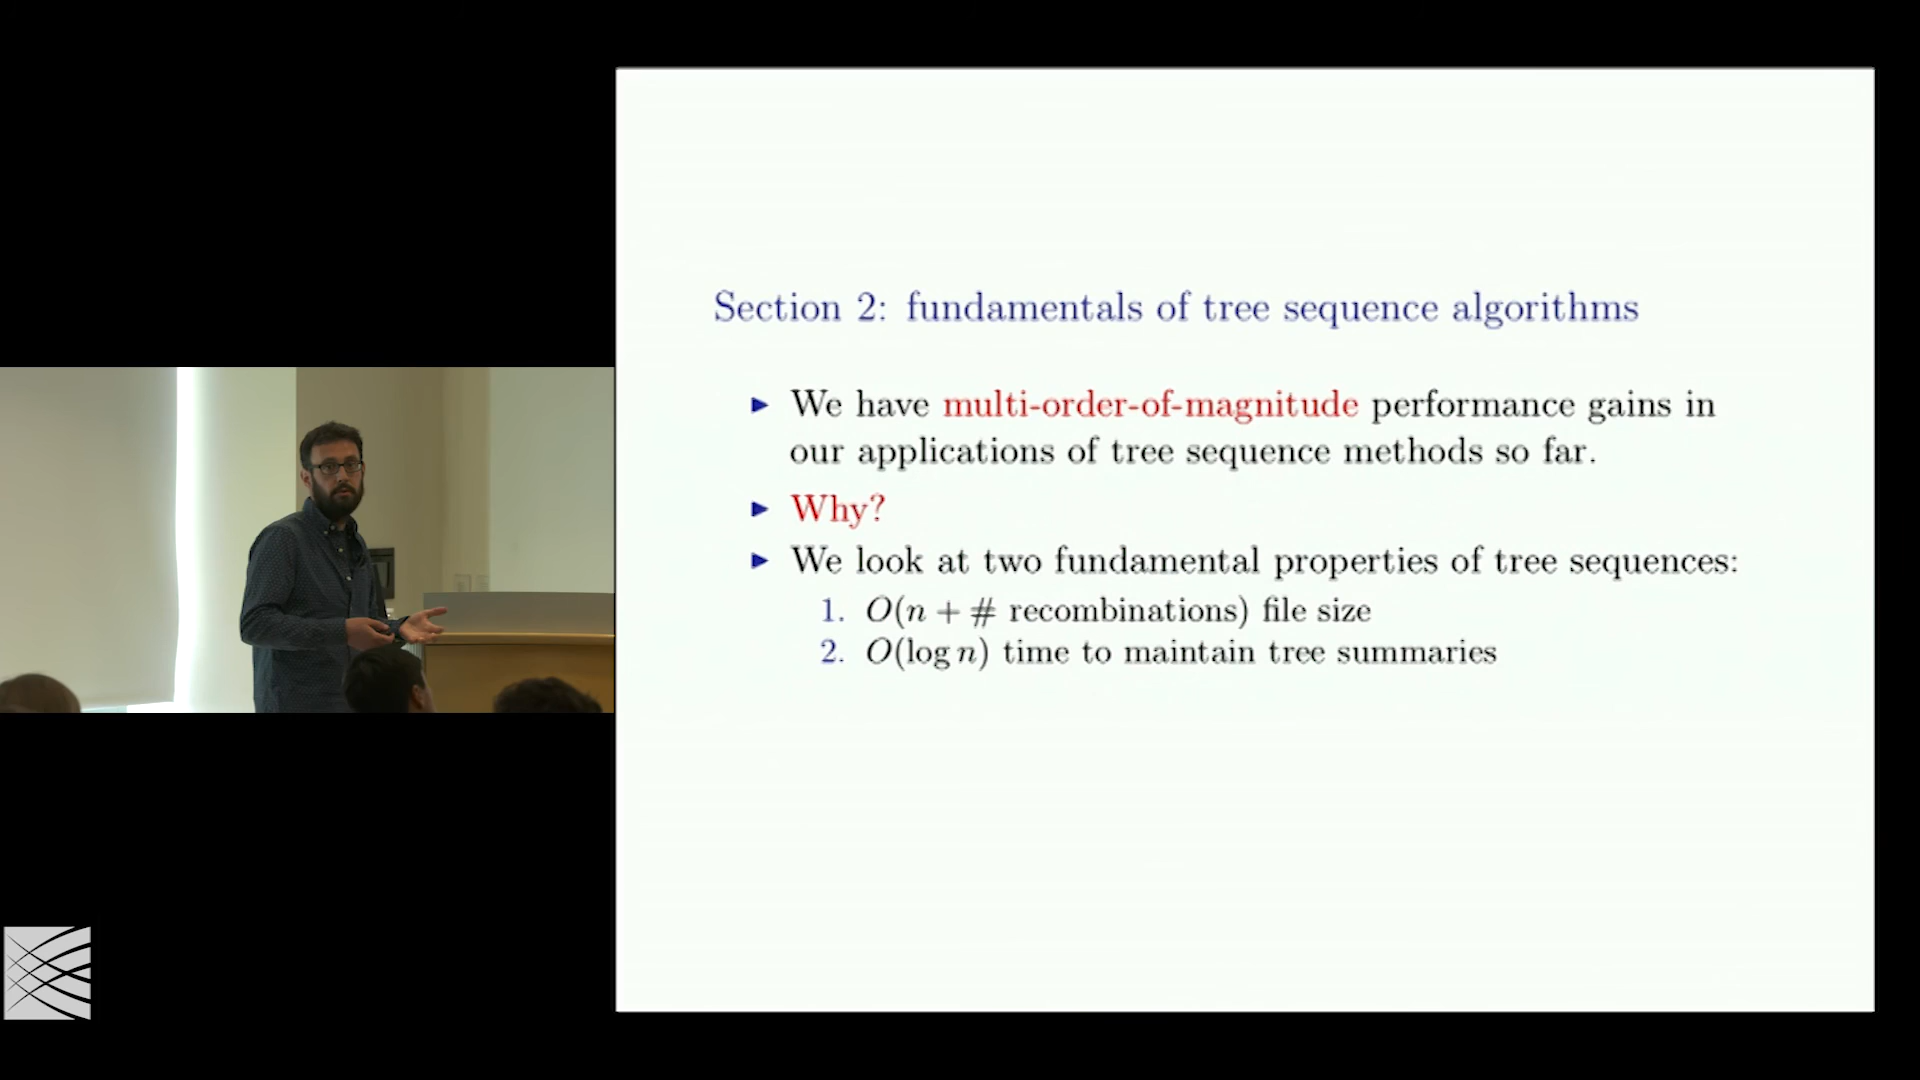 Section 2: fundamentals of tree sequence algorithms
▶ We have multi-order-of-magnitude performance gains in
our applications of tree sequence methods so far.
▶ Why?
▶ We look at two fundamental properties of tree sequences:
1. O(n + # recombinations) file size
2. O(log n) time to maintain tree summaries